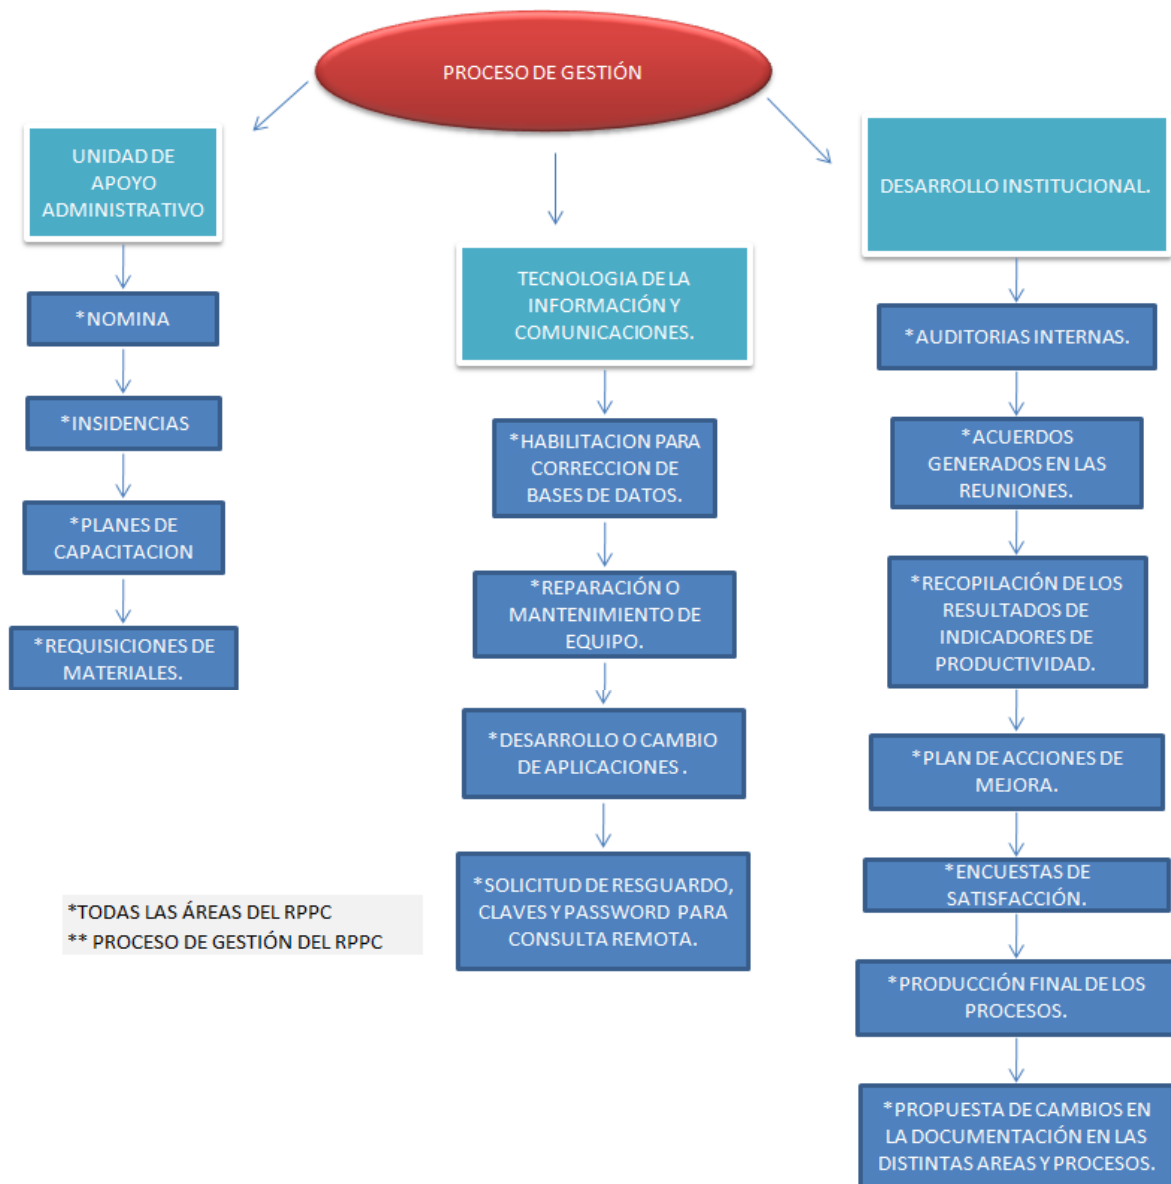 PROCESO DE GESTIÓN
UNIDAD DE
APOYO
ADMINISTRATIVO
*NOMINA
*INSIDENCIAS
*PLANES DE
CAPACITACION
*REQUISICIONES DE
MATERIALES.
TECNOLOGIA DE LA
INFORMACIÓN Y
COMUNICACIONES.
*HABILITACION PARA
CORRECCION DE
BASES DE DATOS.
*REPARACIÓN O
MANTENIMIENTO DE
EQUIPO.
*DESARROLLO O CAMBIO
DE APLICACIONES .
*SOLICITUD DE RESGUARDO,
CLAVES Y PASSWORD PARA
CONSULTA REMOTA.
DESARROLLO INSTITUCIONAL.
*AUDITORIAS INTERNAS.
*ACUERDOS
GENERADOS EN LAS
REUNIONES.
*RECOPILACIÓN DE LOS
RESULTADOS DE
INDICADORES DE
PRODUCTIVIDAD.
*PLAN DE ACCIONES DE
MEJORA.
*ENCUESTAS DE
SATISFACCIÓN.
*PRODUCCIÓN FINAL DE LOS
PROCESOS.
*PROPUESTA DE CAMBIOS EN
LA DOCUMENTACIÓN EN LAS
DISTINTAS AREAS Y PROCESOS.
*TODAS LAS ÁREAS DEL RPPC
** PROCESO DE GESTIÓN DEL RPPC